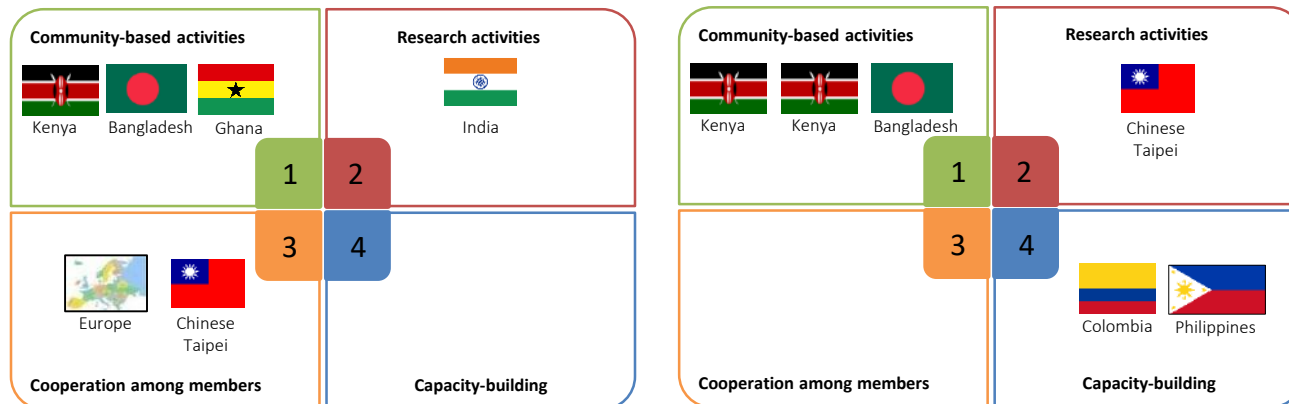 Community-based activities
Research activities
Kenya
Bangladesh
Ghana
India
1
2
3
4
Europe
Chinese
Taipei
Cooperation among members
Capacity-building
Community-based activities
Research activities
Kenya
Kenya
Bangladesh
Chinese
Taipei
1
2
3
4
Colombia
Philippines
Cooperation among members
Capacity-building